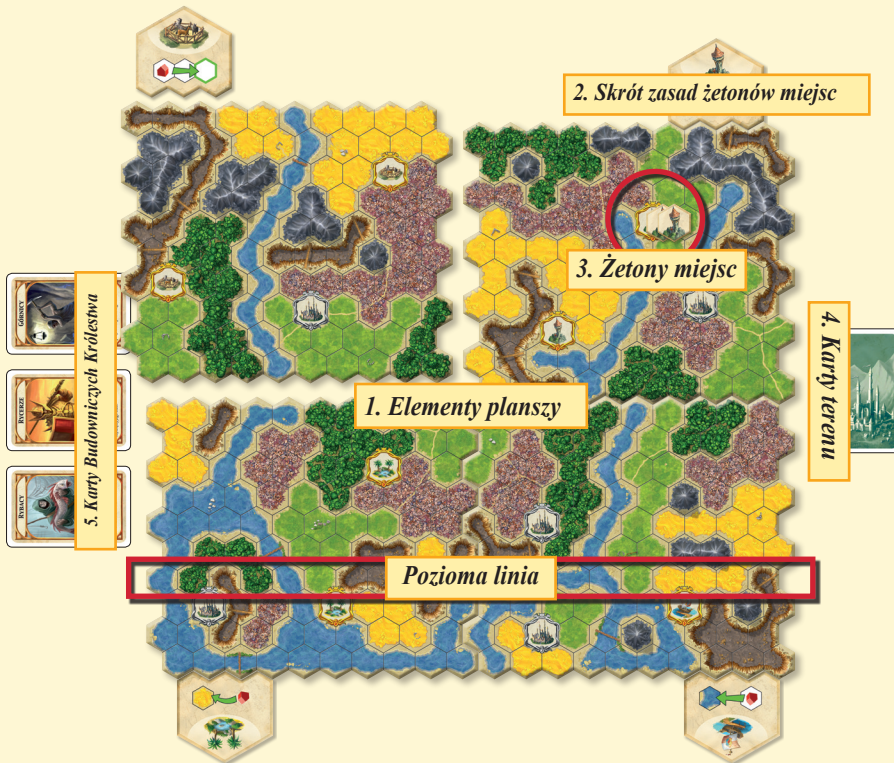 2. Skrót zasad żetonów miejsc
3. Żetony miejsc
GÓRNICY
RYCERZE
RYBACY
5. Karty Budowniczych Królestwa
4. Karty terenu
1. Elementy planszy
Pozioma linia